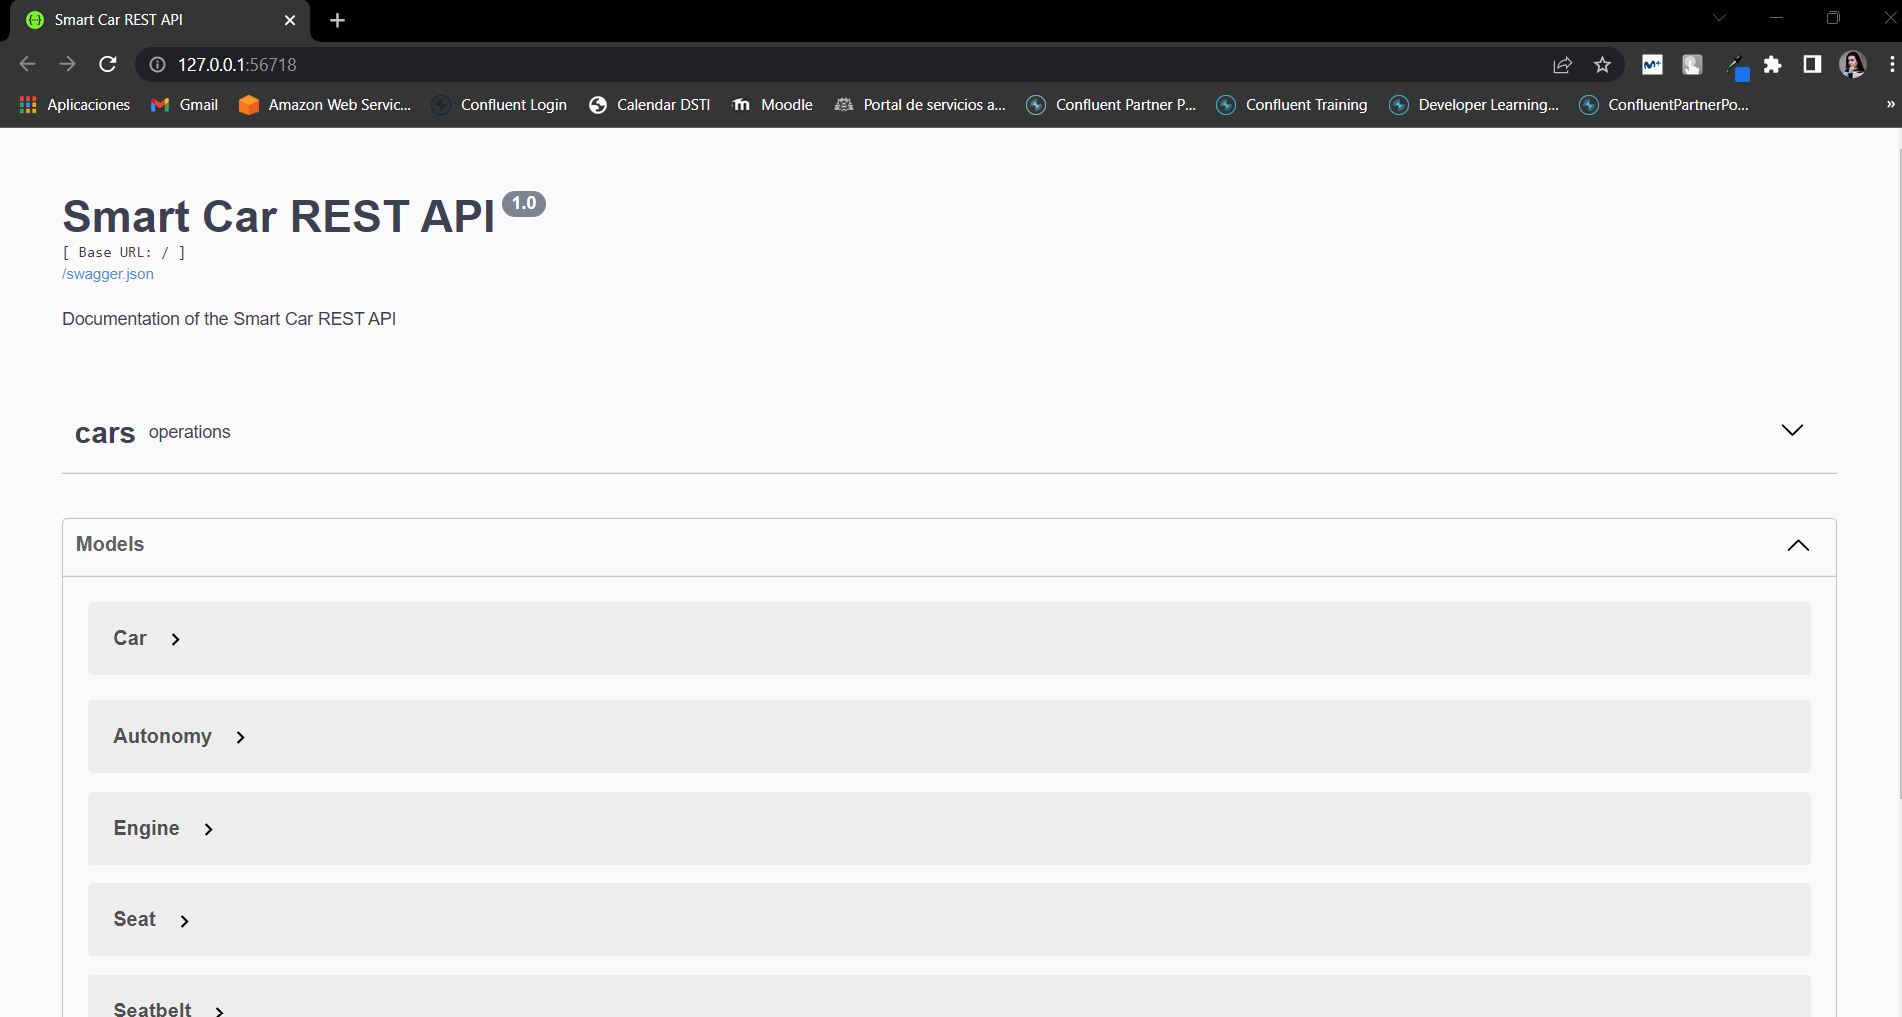 Smart Car REST API
127.0.0.1:56718
Aplicaciones Gmail Amazon Web Servic... Confluent Login Calendar DSTI Moodle Portal de servicios a... Confluent Partner P... Confluent Training Developer Learning... ConfluentPartnerPo... »
Smart Car REST API 1.0
[ Base URL: / ]
/swagger.json
Documentation of the Smart Car REST API
cars operations
Models
Car
Autonomy
Engine
Seat
Seatbelt